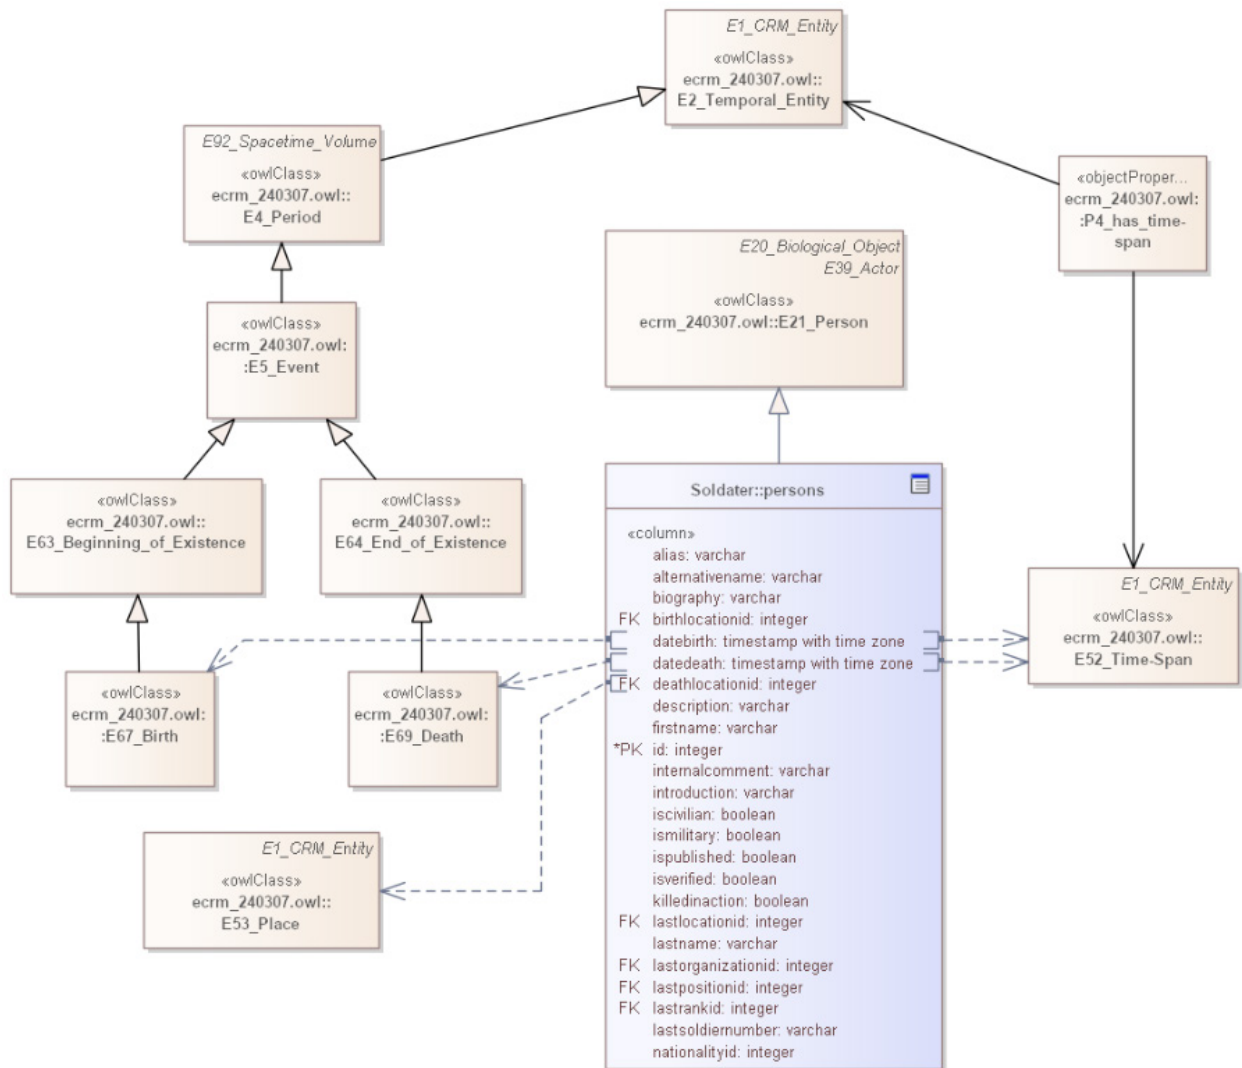 E1_CRM_Entity
«owlClass»
ecrm_240307.owl::
E2_Temporal_Entity
E92_Spacetime_Volume
«owlClass»
ecrm_240307.owl::
E4_Period
«objectProper...
ecrm_240307.owl:
:P4_has_time-
span
E20_Biological_Object
E39_Actor
«owlClass»
ecrm_240307.owl::E21_Person
«owlClass»
ecrm_240307.owl:
:E5_Event
«owlClass»
ecrm_240307.owl::
E63_Beginning_of_Existence
«owlClass»
ecrm_240307.owl::
E64_End_of_Existence
«owlClass»
ecrm_240307.owl:
:E67_Birth
«owlClass»
ecrm_240307.owl:
:E69_Death
E1_CRM_Entity
«owlClass»
ecrm_240307.owl::
E53_Place
Soldater::persons
«column»
alias: varchar
alternativename: varchar
biography: varchar
FK birthlocationid: integer
datebirth: timestamp with time zone
datedeath: timestamp with time zone
FK deathlocationid: integer
description: varchar
firstname: varchar
*PK id: integer
internalcomment: varchar
introduction: varchar
iscivilian: boolean
ismilitary: boolean
ispublished: boolean
isverified: boolean
killedinaction: boolean
FK lastlocationid: integer
lastname: varchar
FK lastorganizationid: integer
FK lastpositionid: integer
FK lastrankid: integer
lastsoldiernumber: varchar
nationalityid: integer
E1_CRM_Entity
«owlClass»
ecrm_240307.owl::
E52_Time-Span